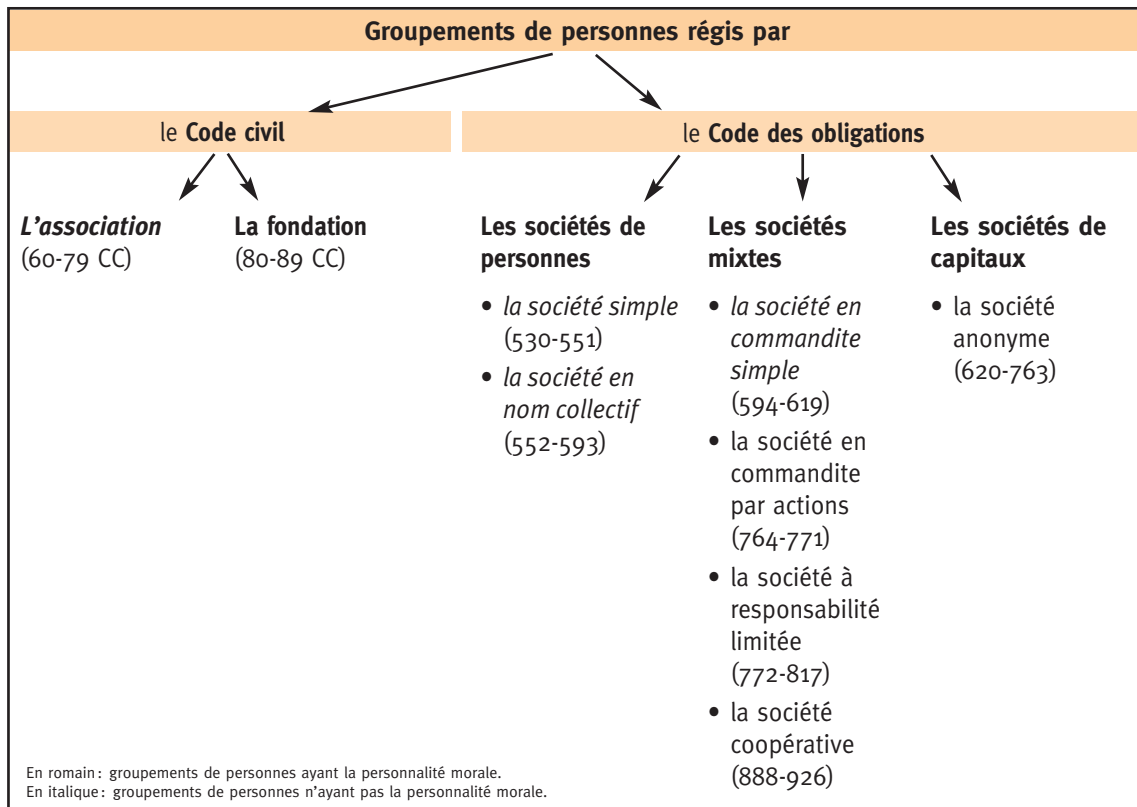 Groupements de personnes régis par
le Code civil
le Code des obligations
L'association
(60-79 CC)
La fondation
(80-89 CC)
Les sociétés de
personnes
• la société simple
(530-551)
• la société en
nom collectif
(552-593)
Les sociétés
mixtes
• la société en
commandite
simple
(594-619)
• la société en
commandite
par actions
(764-771)
• la société à
responsabilité
limitée
(772-817)
• la société
coopérative
(888-926)
Les sociétés de
capitaux
• la société
anonyme
(620-763)
En romain : groupements de personnes ayant la personnalité morale.
En italique : groupements de personnes n'ayant pas la personnalité morale.